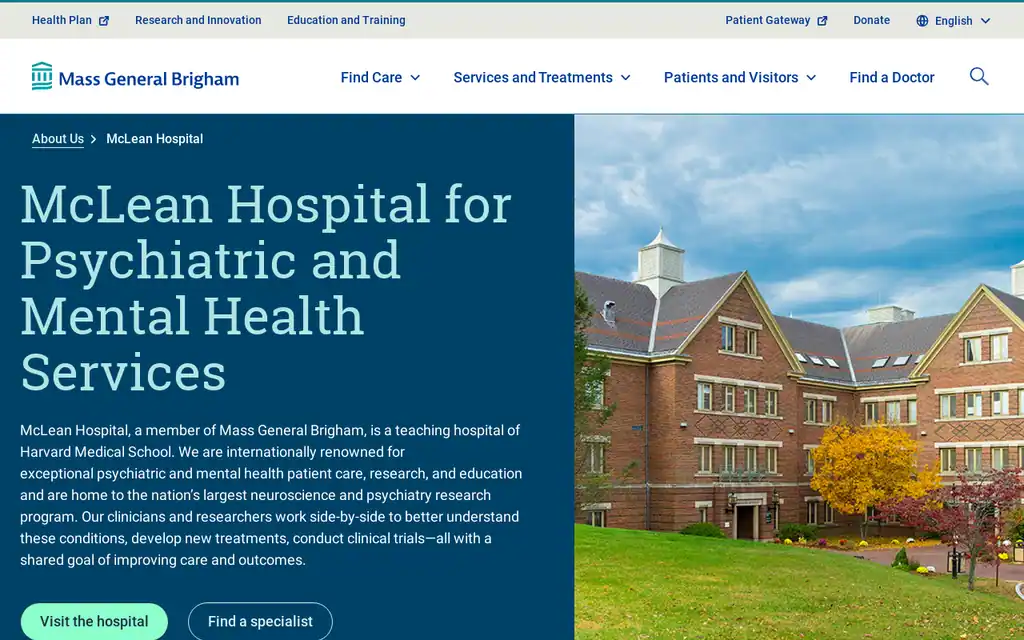 Health Plan
Research and Innovation
Education and Training
Patient Gateway
Donate
English
Mass General Brigham
Find Care
Services and Treatments
Patients and Visitors
Find a Doctor
About Us
McLean Hospital
McLean Hospital for
Psychiatric and
Mental Health
Services
McLean Hospital, a member of Mass General Brigham, is a teaching hospital of
Harvard Medical School. We are internationally renowned for
exceptional psychiatric and mental health patient care, research, and education
and are home to the nation’s largest neuroscience and psychiatry research
program. Our clinicians and researchers work side-by-side to better understand
these conditions, develop new treatments, conduct clinical trials—all with a
shared goal of improving care and outcomes.
Visit the hospital
Find a specialist